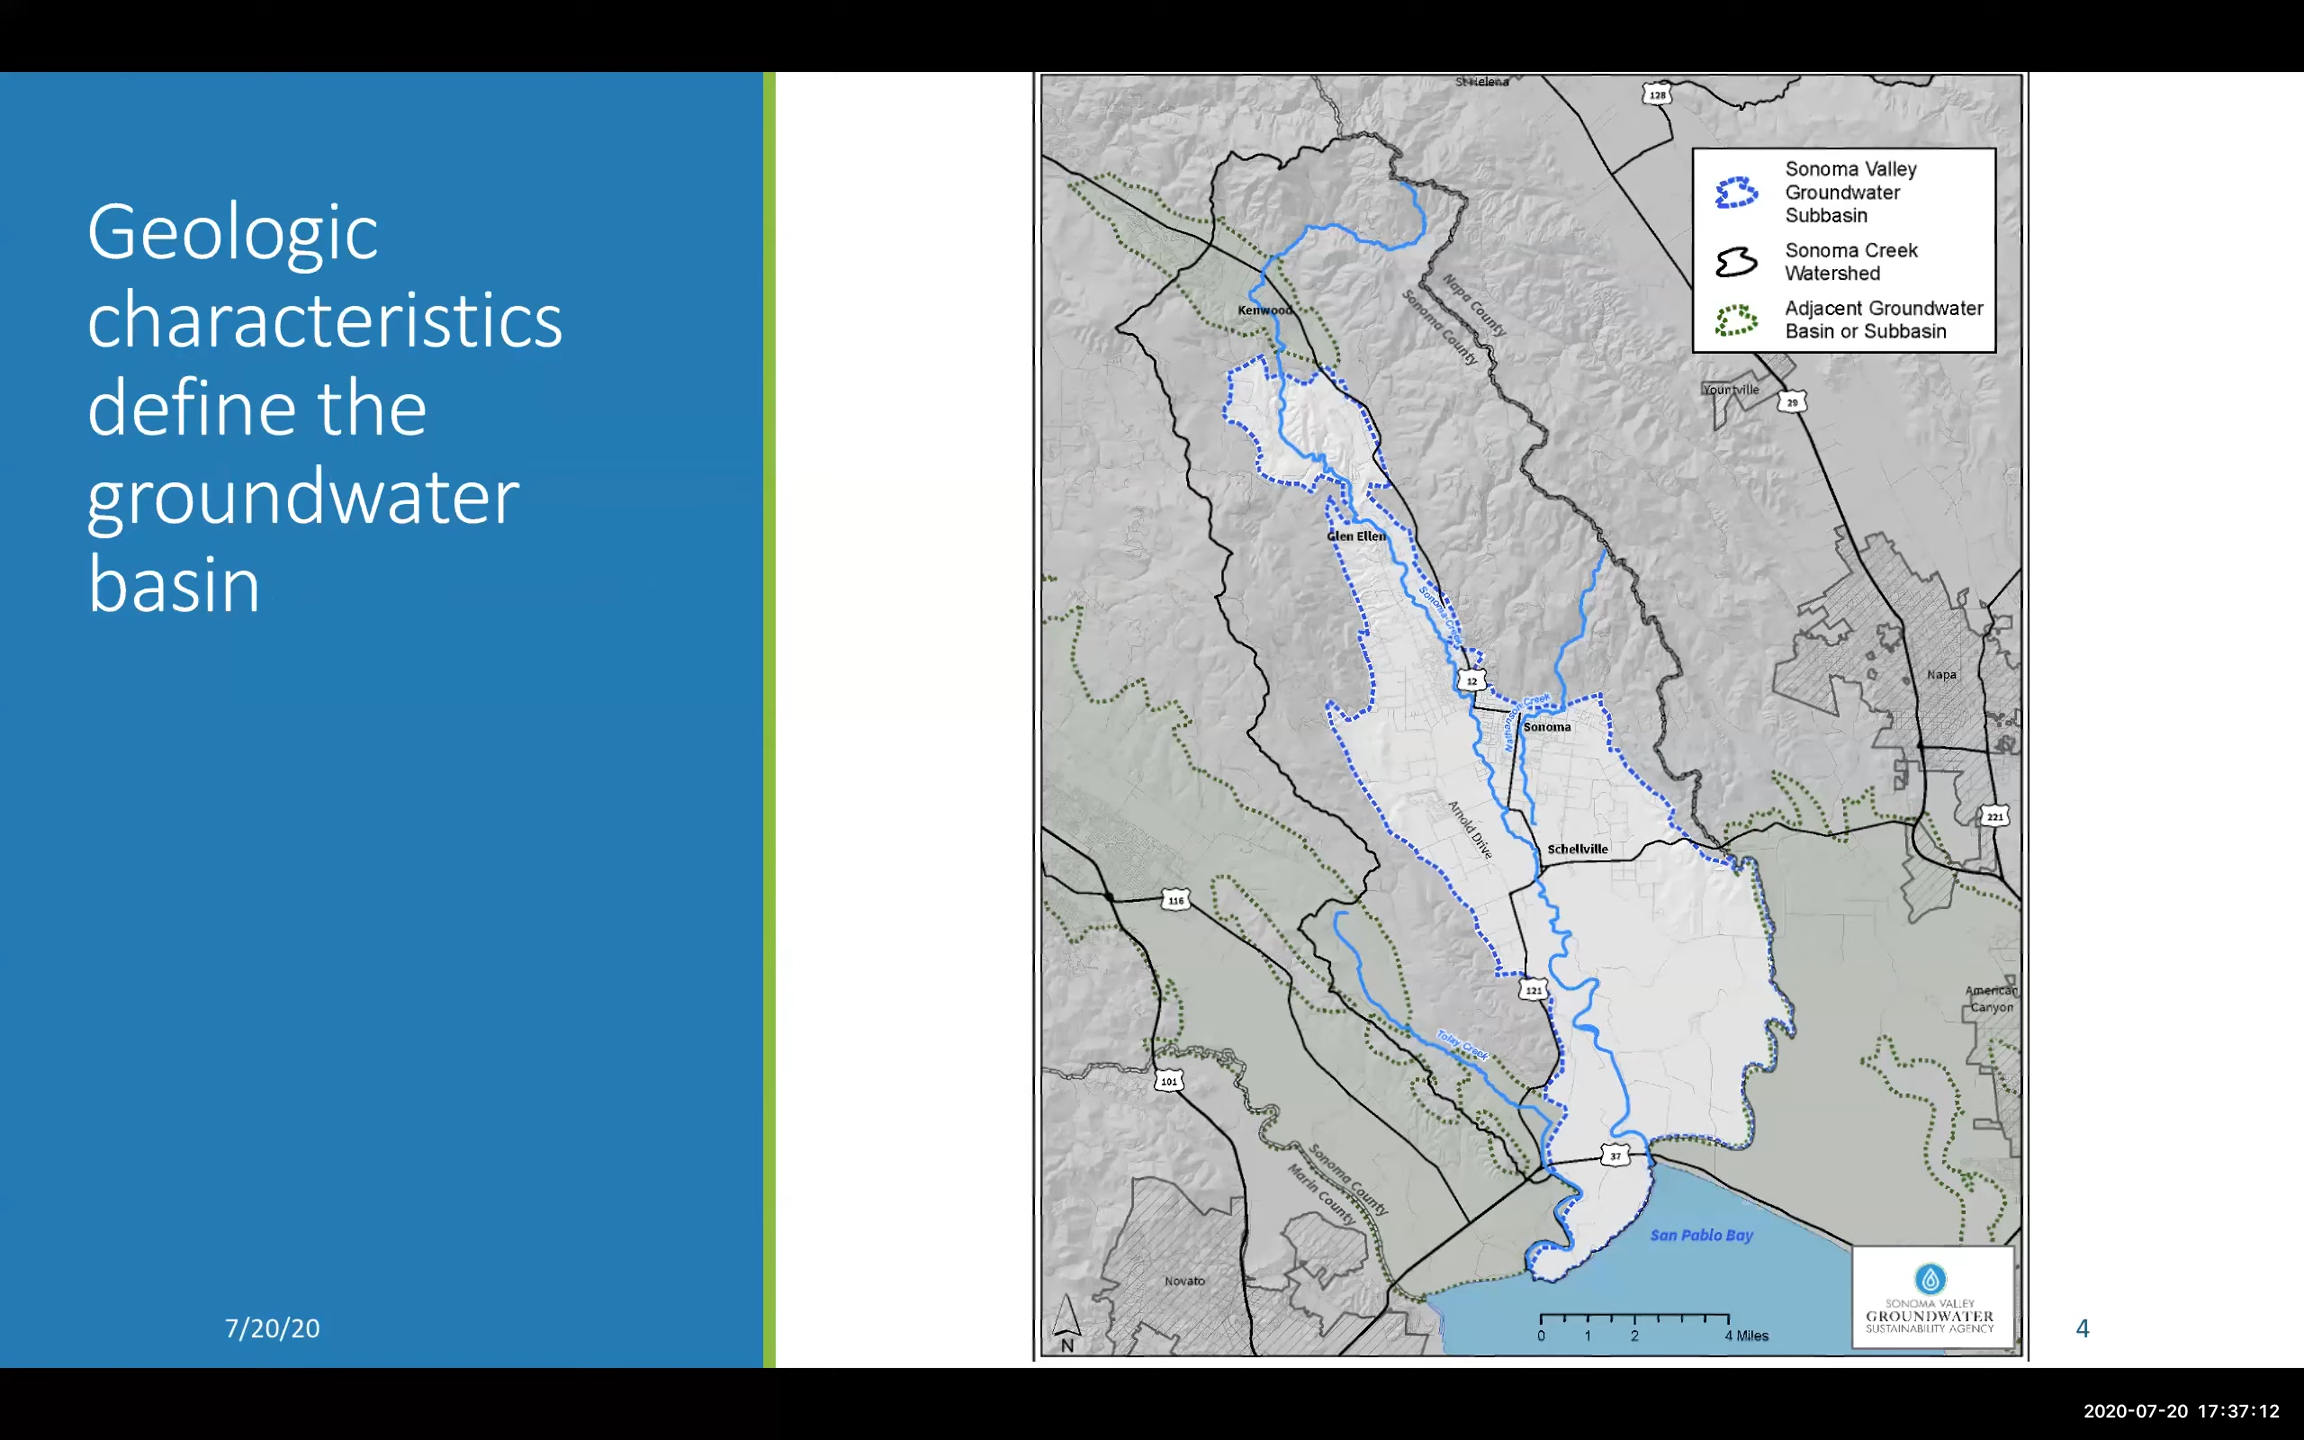 Geologic
characteristics
define the
groundwater
basin
7/20/20
St Helena
128
Sonoma Valley
Groundwater
Subbasin
Sonoma Creek
Watershed
Adjacent Groundwater
Basin or Subbasin
Napa County
Sonoma County
Kenwood
Yountville
29
Glen Ellen
Sonoma Creek
12
Napa
Nathanson Creek
Sonoma
Arnold Drive
Schellville
221
116
121
American
Canyon
Tolay Creek
101
Sonoma County
Marin County
37
San Pablo Bay
Novato
N
0 1 2 4 Miles
SONOMA VALLEY
GROUNDWATER
SUSTAINABILITY AGENCY
4
2020-07-20 17:37:12